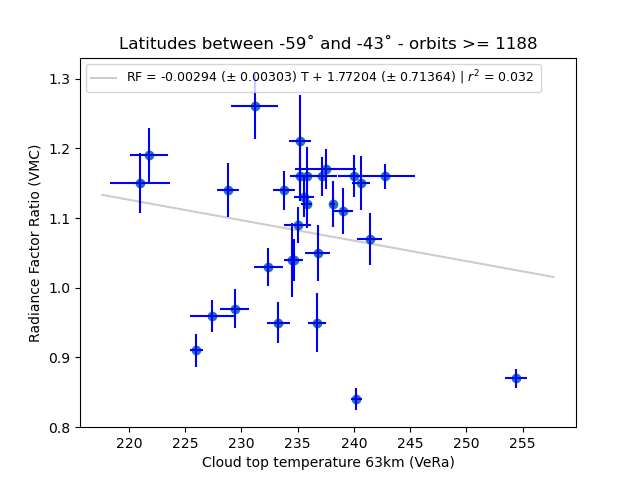 Latitudes between -59˚ and -43˚ - orbits >= 1188
RF = -0.00294 (± 0.00303) T + 1.77204 (± 0.71364) | r² = 0.032
Radiance Factor Ratio (VMC)
1.3
1.2
1.1
1.0
0.9
0.8
220 225 230 235 240 245 250 255
Cloud top temperature 63km (VeRa)